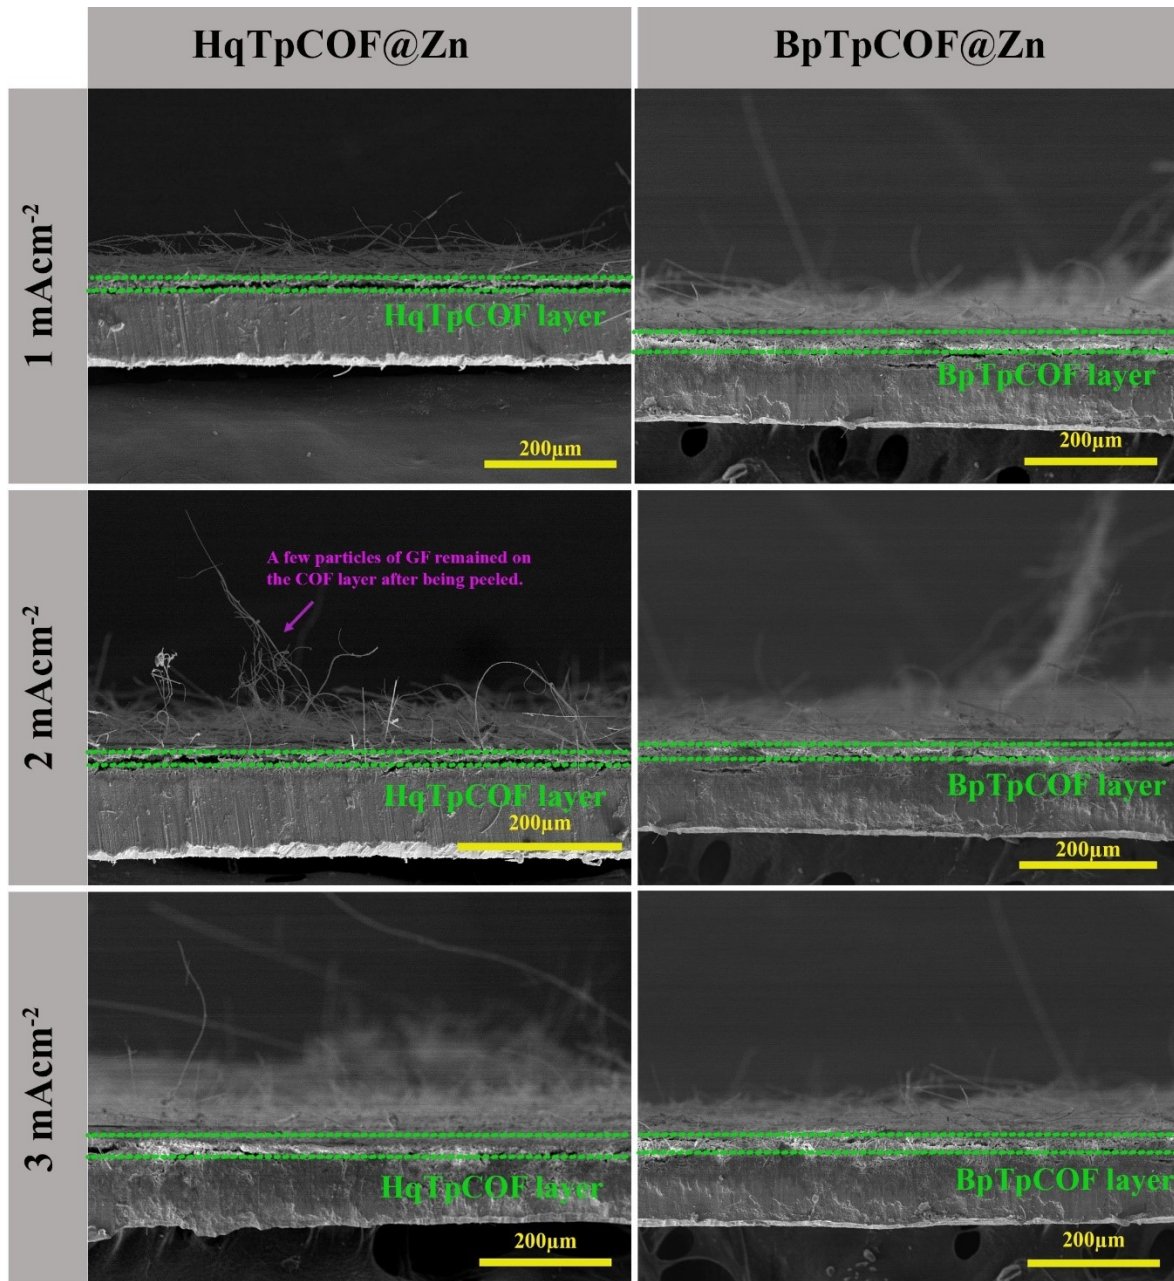 HqTpCOF@Zn
BpTpCOF@Zn
1 mAcm⁻²
HqTpCOF layer
200µm
BpTpCOF layer
200µm
2 mAcm⁻²
A few particles of GF remained on
the COF layer after being peeled.
HqTpCOF layer
200µm
BpTpCOF layer
200µm
3 mAcm⁻²
HqTpCOF layer
200µm
BpTpCOF layer
200µm